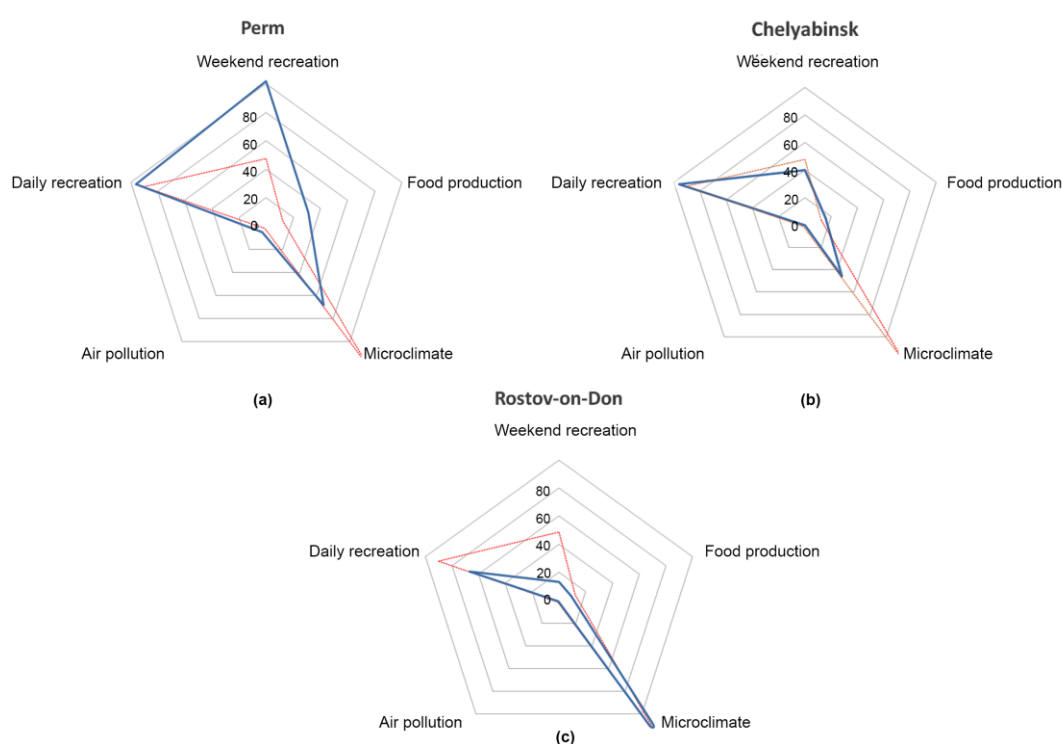 Perm
Weekend recreation
80
60
40
20
0
Daily recreation
Food production
Air pollution
Microclimate
(a)
Chelyabinsk
Weekend recreation
80
60
40
20
0
Daily recreation
Food production
Air pollution
Microclimate
(b)
Rostov-on-Don
Weekend recreation
80
60
40
20
0
Daily recreation
Food production
Air pollution
Microclimate
(c)